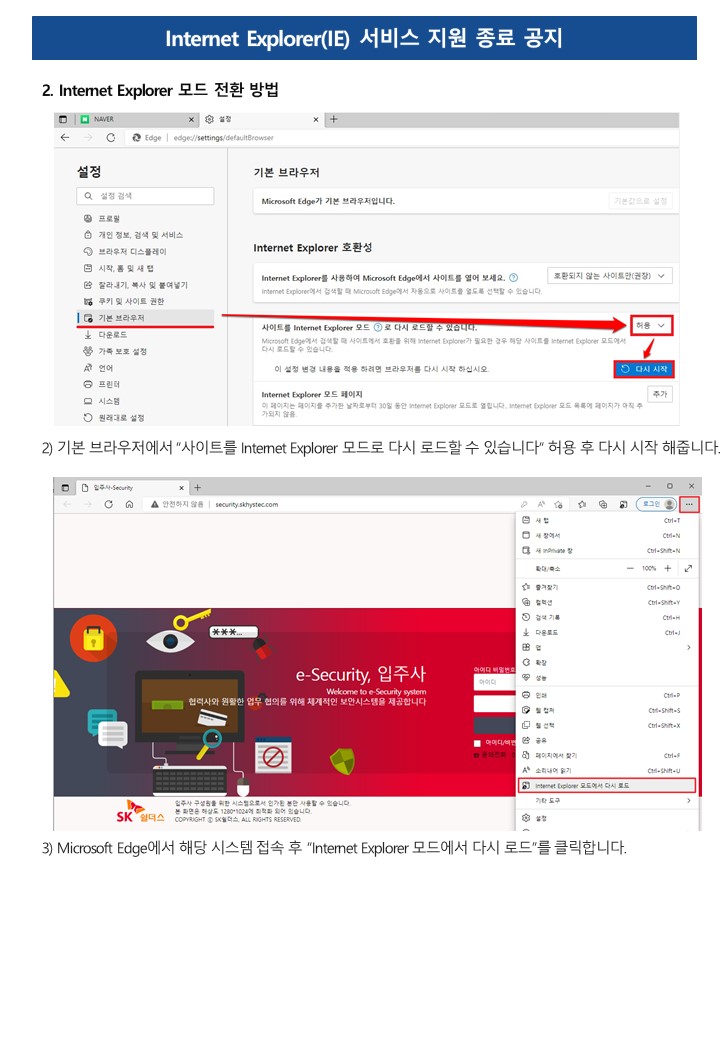 Internet Explorer(IE) 서비스 지원 종료 공지
2. Internet Explorer 모드 전환 방법
NAVER
설정
Edge
edge://settings/defaultBrowser
설정
설정 검색
프로필
개인 정보, 검색 및 서비스
브라우저 디스플레이
시작, 홈 및 새 탭
잘라내기, 복사 및 붙여넣기
쿠키 및 사이트 권한
기본 브라우저
다운로드
가족 보호 설정
언어
프린터
시스템
원래대로 설정
기본 브라우저
Microsoft Edge가 기본 브라우저입니다.
기본값으로 설정
Internet Explorer 호환성
Internet Explorer를 사용하여 Microsoft Edge에서 사이트를 열어 보세요.
호환되지 않는 사이트만(권장)
Internet Explorer에서 검색할 때 Microsoft Edge에서 자동으로 사이트를 열도록 선택할 수 있습니다.
사이트를 Internet Explorer 모드로 다시 로드할 수 있습니다.
허용
Microsoft Edge에서 검색할 때 사이트에서 호환을 위해 Internet Explorer가 필요한 경우 해당 사이트를 Internet Explorer 모드에서
다시 로드할 수 있습니다.
이 설정 변경 내용을 적용 하려면 브라우저를 다시 시작 하십시오.
다시 시작
Internet Explorer 모드 페이지
추가
이 페이지는 페이지를 추가한 날짜로부터 30일 동안 Internet Explorer 모드로 열립니다. Internet Explorer 모드 목록에 페이지가 아직 추
가되지 않음.
2) 기본 브라우저에서 "사이트를 Internet Explorer 모드로 다시 로드할 수 있습니다" 허용 후 다시 시작 해줍니다.
입주사-Security
안전하지 않음
security.skhystec.com
로그인
새 탭 Ctrl+T
새 창에서 Ctrl+N
새 InPrivate 창 Ctrl+Shift+N
확대/축소 100%
즐겨찾기 Ctrl+Shift+O
컬렉션 Ctrl+Shift+Y
검색 기록 Ctrl+H
다운로드 Ctrl+J
앱
확장
성능
인쇄 Ctrl+P
웹 캡처 Ctrl+Shift+S
웹 선택 Ctrl+Shift+X
공유
페이지에서 찾기 Ctrl+F
소리내어 읽기 Ctrl+Shift+U
Internet Explorer 모드에서 다시 로드
기타 도구
설정
e-Security, 입주사
Welcome to e-Security system
협력사와 원활한 업무 협의를 위해 체계적인 보안시스템을 제공합니다
아이디 비밀번호
아이디
SK 쉴더스
입주사 구성원을 위한 시스템으로서 인가된 분만 사용할 수 있습니다.
본 화면은 해상도 1280*1024에 최적화 되어 있습니다.
COPYRIGHT ⓒ SK쉴더스, ALL RIGHTS RESERVED.
3) Microsoft Edge에서 해당 시스템 접속 후 "Internet Explorer 모드에서 다시 로드"를 클릭합니다.